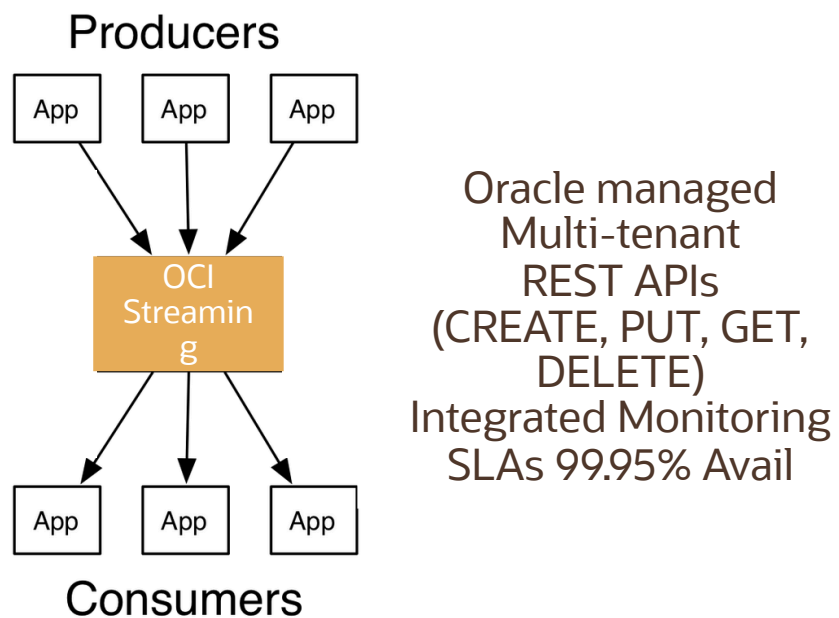 Producers
App
App
App
OCI
Streamin
g
App
App
App
Consumers
Oracle managed
Multi-tenant
REST APIs
(CREATE, PUT, GET,
DELETE)
Integrated Monitoring
SLAs 99.95% Avail